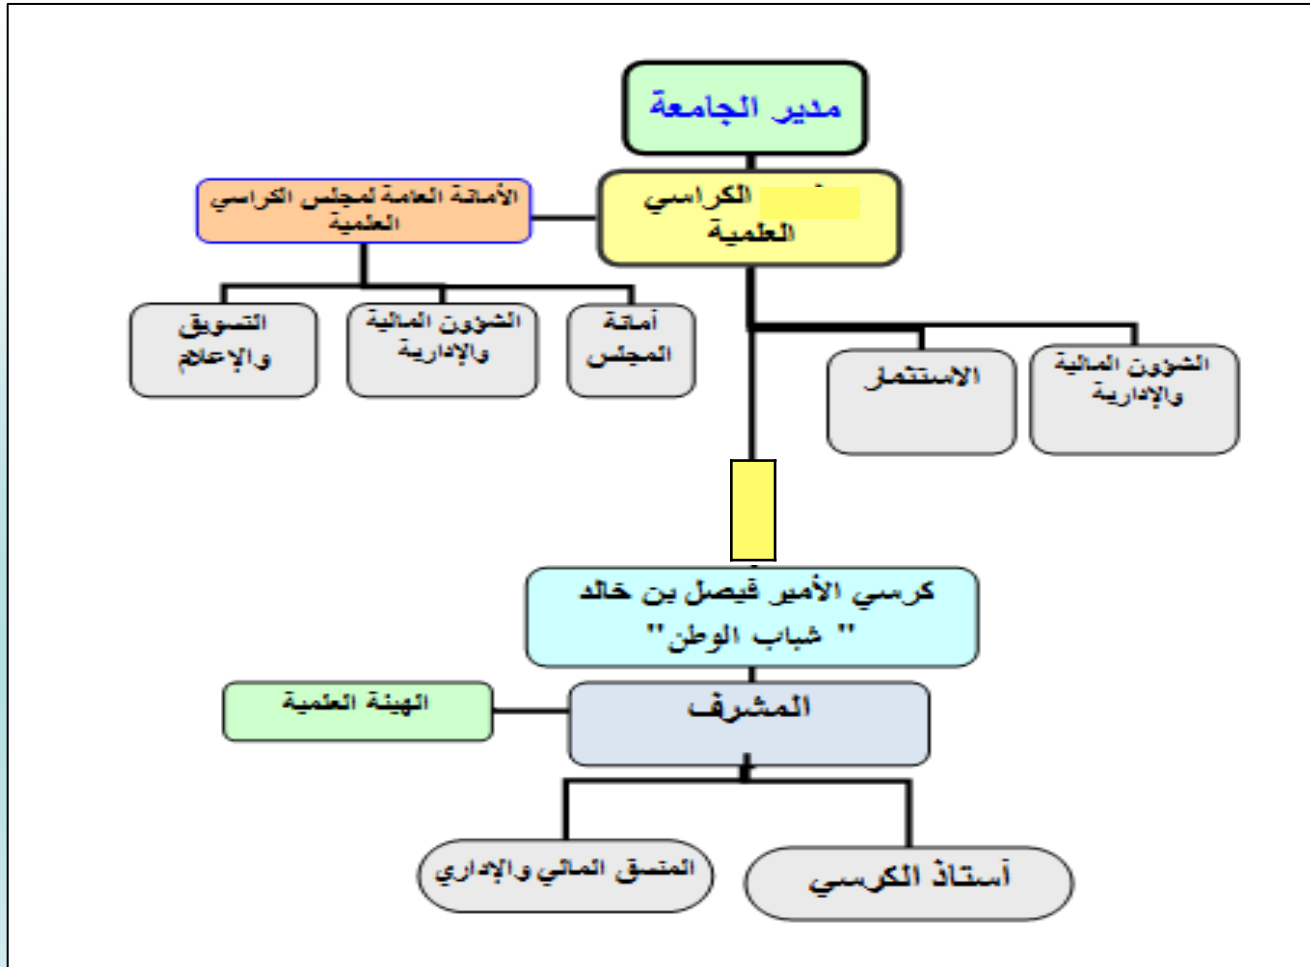 مدير الجامعة
الكراسي
العلمية
الأمانة العامة لمجلس الكراسي
العلمية
أمانة
المجلس
الشؤون المالية
والإدارية
التسويق
والإعلام
الشؤون المالية
والإدارية
الاستثمار
كرسي الأمير فيصل بن خالد
" شباب الوطن"
المشرف
الهيئة العلمية
أستاذ الكرسي
المنسق المالي والإداري